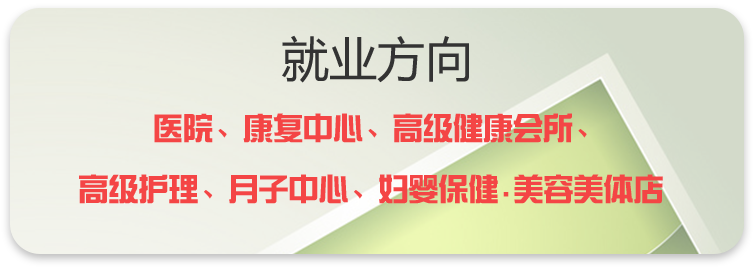 就业方向
医院、康复中心、高级健康会所、
高级护理、月子中心、妇婴保健.美容美体店